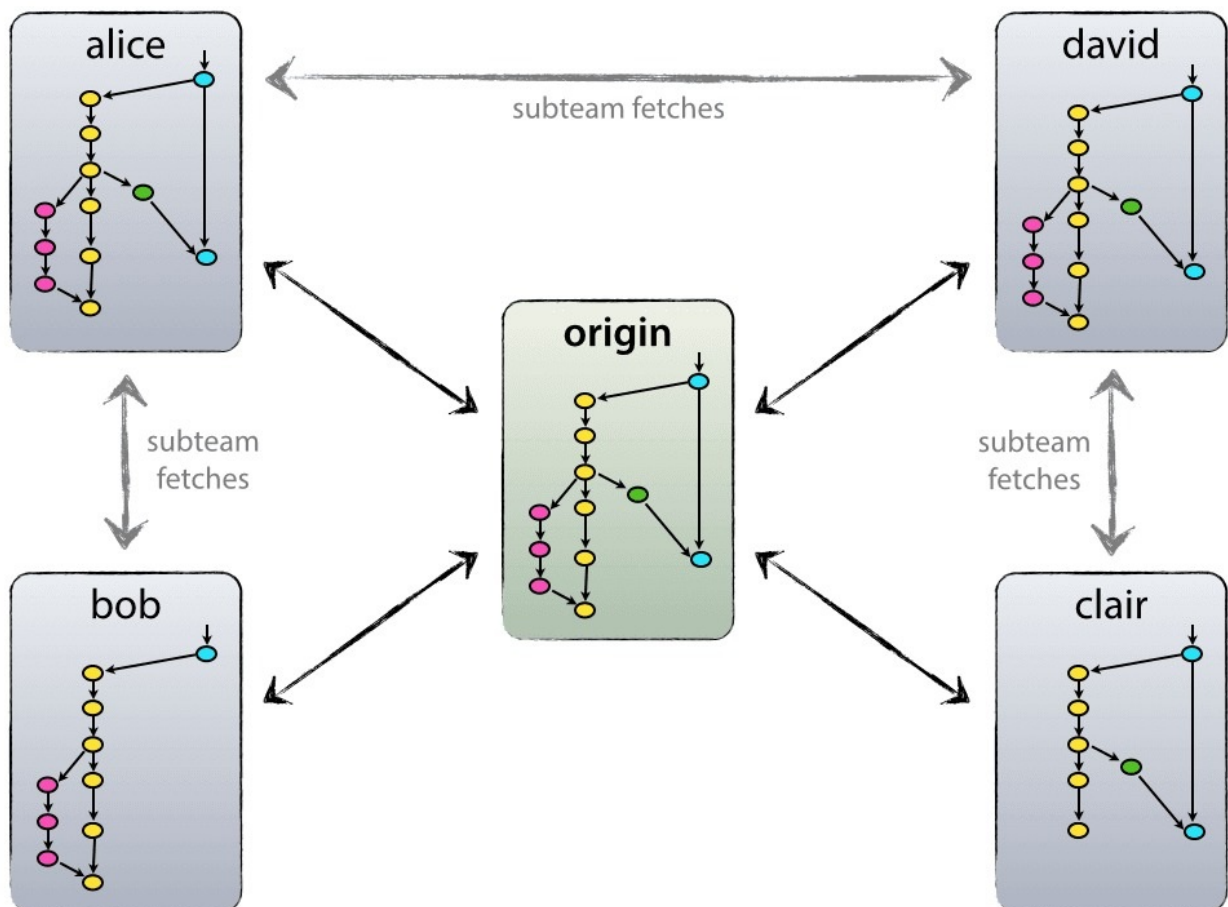 alice
david
subteam fetches
origin
subteam
fetches
subteam
fetches
bob
clair